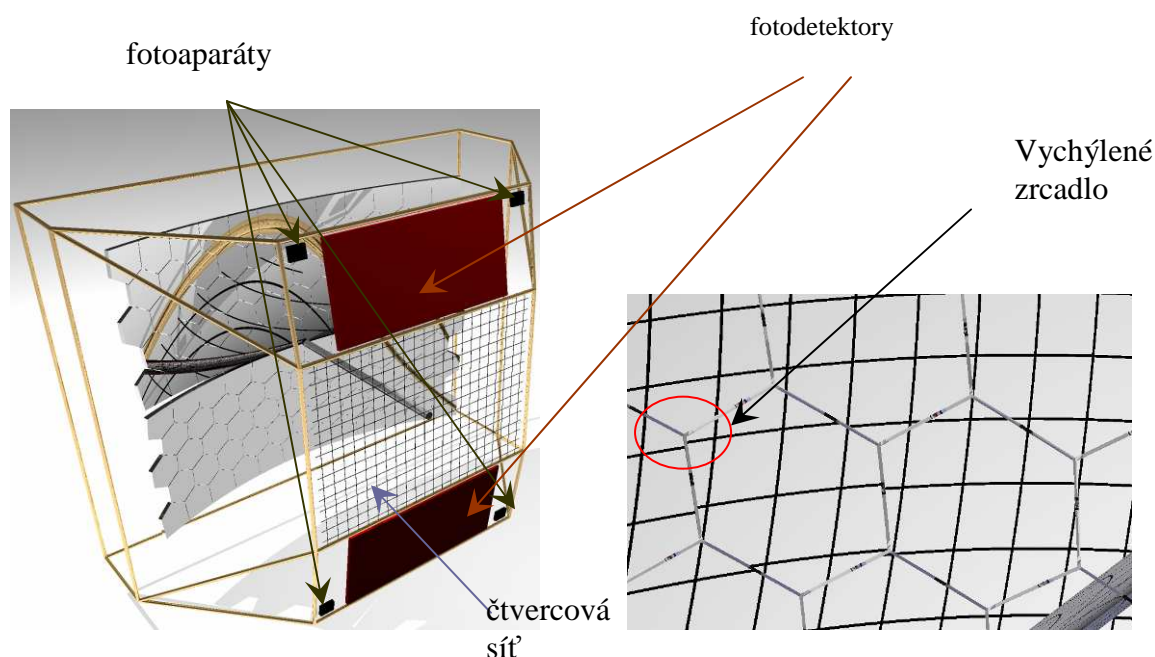 fotodetektory
fotoaparáty
Vychýlené
zrcadlo
čtvercová
síť